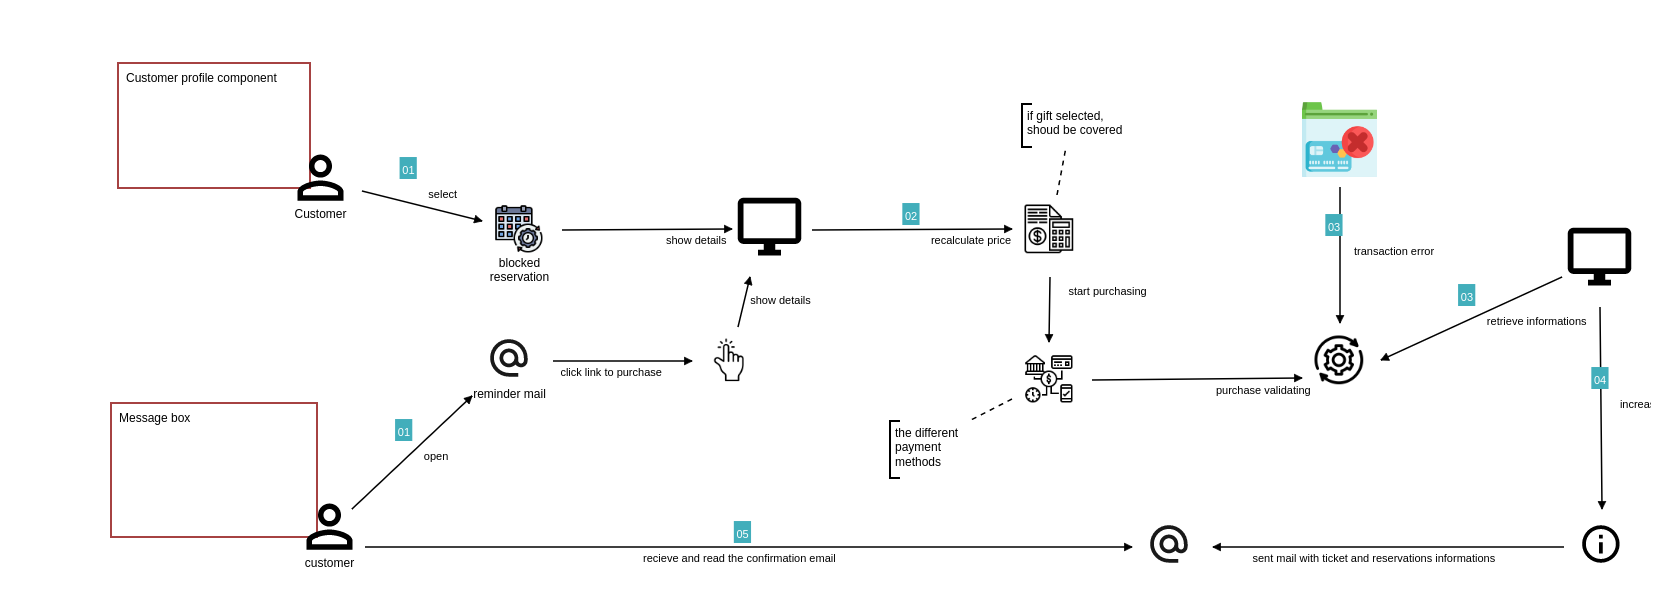 Customer profile component
if gift selected,
shoud be covered
01
select
Customer
02
show details
recalculate price
03
transaction error
blocked
reservation
show details
start purchasing
03
retrieve informations
reminder mail
click link to purchase
purchase validating
04
Message box
01
open
the different
payment
methods
05
customer
recieve and read the confirmation email
sent mail with ticket and reservations informations